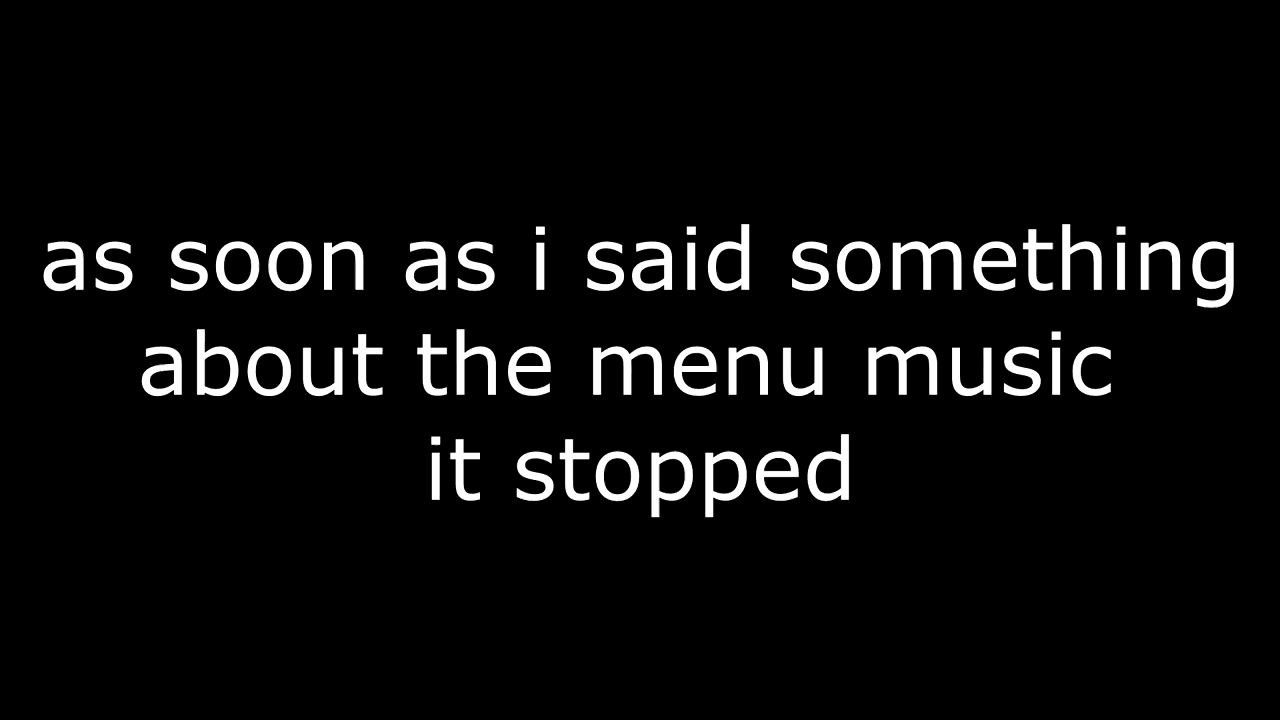 as soon as i said something
about the menu music
it stopped